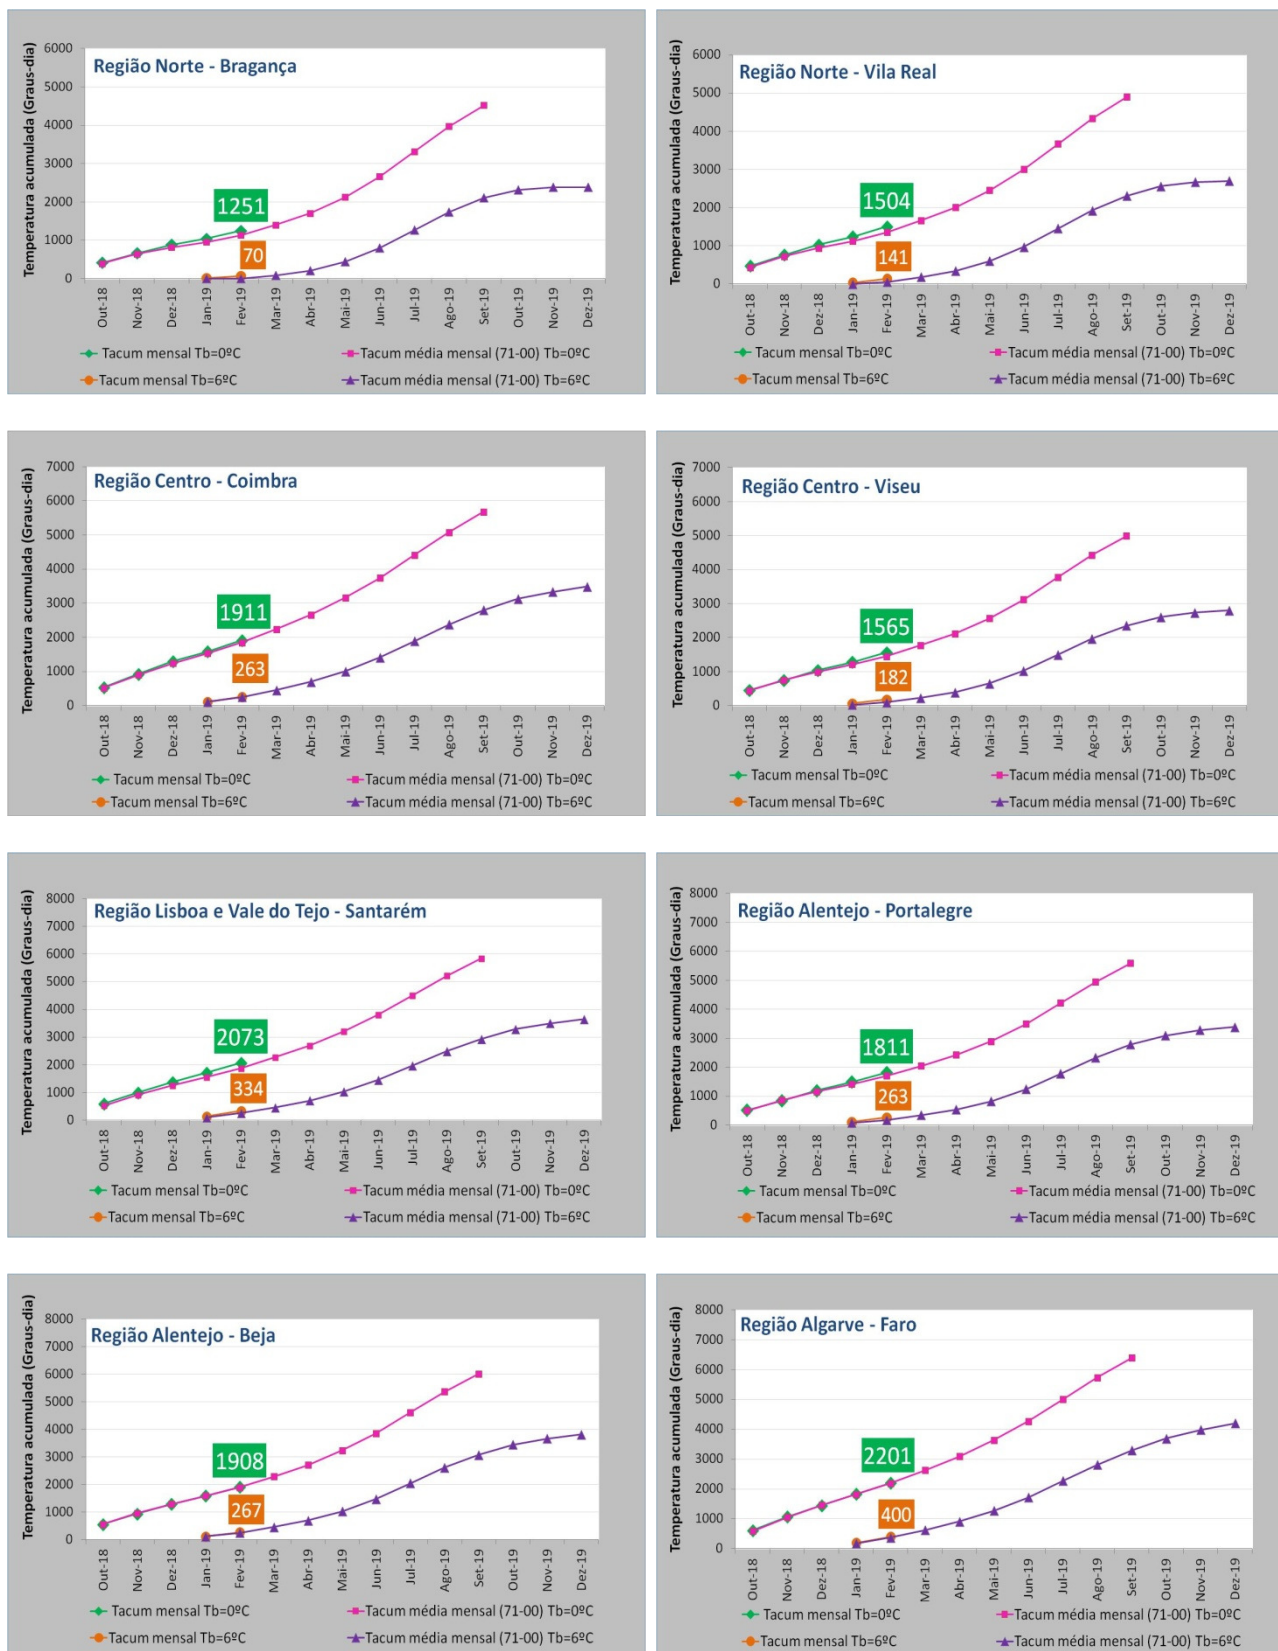 Região Norte - Bragança
Temperatura acumulada (Graus-dia)
6000
5000
4000
3000
2000
1000
0
1251
70
Out-18
Nov-18
Dez-18
Jan-19
Fev-19
Mar-19
Abr-19
Mai-19
Jun-19
Jul-19
Ago-19
Set-19
Out-19
Nov-19
Dez-19
Tacum mensal Tb=0ºC
Tacum média mensal (71-00) Tb=0ºC
Tacum mensal Tb=6ºC
Tacum média mensal (71-00) Tb=6ºC
Região Norte - Vila Real
Temperatura acumulada (Graus-dia)
6000
5000
4000
3000
2000
1000
0
1504
141
Out-18
Nov-18
Dez-18
Jan-19
Fev-19
Mar-19
Abr-19
Mai-19
Jun-19
Jul-19
Ago-19
Set-19
Out-19
Nov-19
Dez-19
Tacum mensal Tb=0ºC
Tacum média mensal (71-00) Tb=0ºC
Tacum mensal Tb=6ºC
Tacum média mensal (71-00) Tb=6ºC
Região Centro - Coimbra
Temperatura acumulada (Graus-dia)
7000
6000
5000
4000
3000
2000
1000
0
1911
263
Out-18
Nov-18
Dez-18
Jan-19
Fev-19
Mar-19
Abr-19
Mai-19
Jun-19
Jul-19
Ago-19
Set-19
Out-19
Nov-19
Dez-19
Tacum mensal Tb=0ºC
Tacum média mensal (71-00) Tb=0ºC
Tacum mensal Tb=6ºC
Tacum média mensal (71-00) Tb=6ºC
Região Centro - Viseu
Temperatura acumulada (Graus-dia)
7000
6000
5000
4000
3000
2000
1000
0
1565
182
Out-18
Nov-18
Dez-18
Jan-19
Fev-19
Mar-19
Abr-19
Mai-19
Jun-19
Jul-19
Ago-19
Set-19
Out-19
Nov-19
Dez-19
Tacum mensal Tb=0ºC
Tacum média mensal (71-00) Tb=0ºC
Tacum mensal Tb=6ºC
Tacum média mensal (71-00) Tb=6ºC
Região Lisboa e Vale do Tejo - Santarém
Temperatura acumulada (Graus-dia)
8000
7000
6000
5000
4000
3000
2000
1000
0
2073
334
Out-18
Nov-18
Dez-18
Jan-19
Fev-19
Mar-19
Abr-19
Mai-19
Jun-19
Jul-19
Ago-19
Set-19
Out-19
Nov-19
Dez-19
Tacum mensal Tb=0ºC
Tacum média mensal (71-00) Tb=0ºC
Tacum mensal Tb=6ºC
Tacum média mensal (71-00) Tb=6ºC
Região Alentejo - Portalegre
Temperatura acumulada (Graus-dia)
8000
7000
6000
5000
4000
3000
2000
1000
0
1811
263
Out-18
Nov-18
Dez-18
Jan-19
Fev-19
Mar-19
Abr-19
Mai-19
Jun-19
Jul-19
Ago-19
Set-19
Out-19
Nov-19
Dez-19
Tacum mensal Tb=0ºC
Tacum média mensal (71-00) Tb=0ºC
Tacum mensal Tb=6ºC
Tacum média mensal (71-00) Tb=6ºC
Região Alentejo - Beja
Temperatura acumulada (Graus-dia)
8000
7000
6000
5000
4000
3000
2000
1000
0
1908
267
Out-18
Nov-18
Dez-18
Jan-19
Fev-19
Mar-19
Abr-19
Mai-19
Jun-19
Jul-19
Ago-19
Set-19
Out-19
Nov-19
Dez-19
Tacum mensal Tb=0ºC
Tacum média mensal (71-00) Tb=0ºC
Tacum mensal Tb=6ºC
Tacum média mensal (71-00) Tb=6ºC
Região Algarve - Faro
Temperatura acumulada (Graus-dia)
8000
7000
6000
5000
4000
3000
2000
1000
0
2201
400
Out-18
Nov-18
Dez-18
Jan-19
Fev-19
Mar-19
Abr-19
Mai-19
Jun-19
Jul-19
Ago-19
Set-19
Out-19
Nov-19
Dez-19
Tacum mensal Tb=0ºC
Tacum média mensal (71-00) Tb=0ºC
Tacum mensal Tb=6ºC
Tacum média mensal (71-00) Tb=6ºC